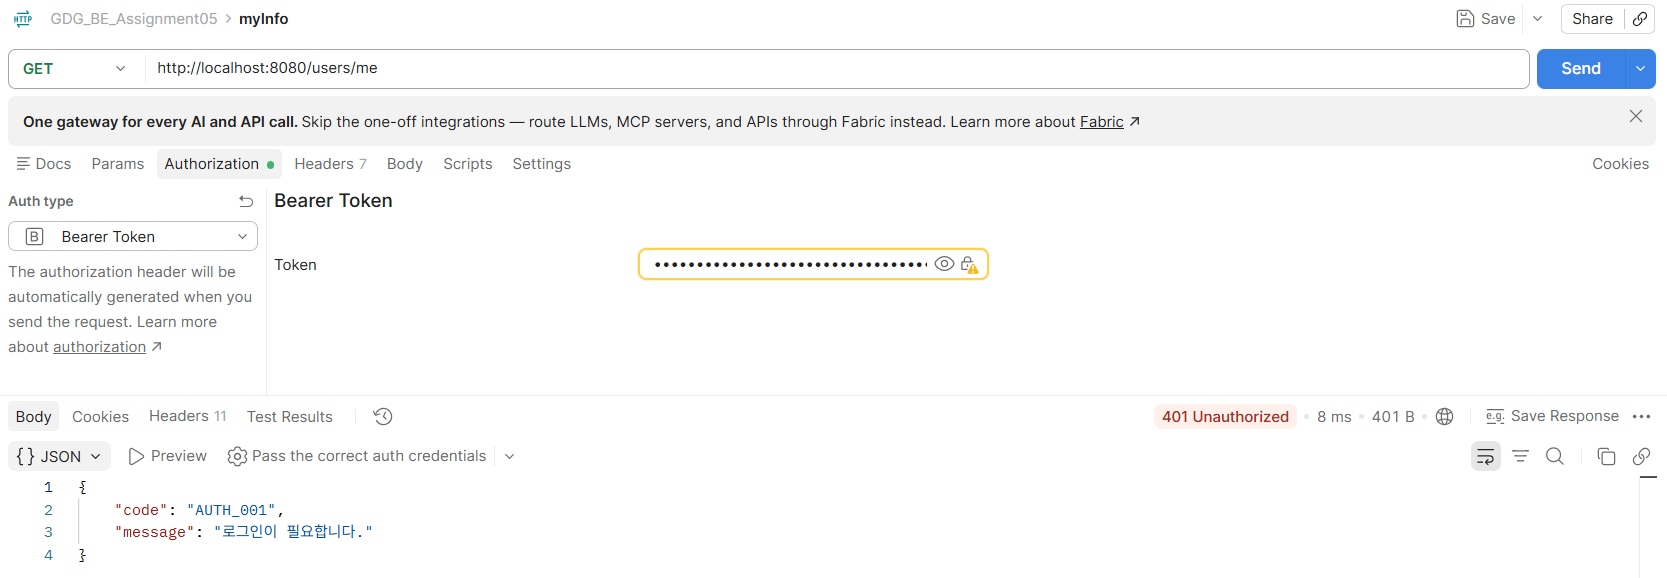 HTTP GDG_BE_Assignment05 > myInfo Save Share
GET http://localhost:8080/users/me Send
One gateway for every AI and API call. Skip the one-off integrations — route LLMs, MCP servers, and APIs through Fabric instead. Learn more about Fabric ↗
Docs Params Authorization Headers 7 Body Scripts Settings Cookies
Auth type
Bearer Token
B Bearer Token
The authorization header will be
automatically generated when you
send the request. Learn more
about authorization ↗
Token
Body Cookies Headers 11 Test Results 401 Unauthorized • 8 ms • 401 B • e.g. Save Response
{} JSON Preview Pass the correct auth credentials
1 {
2 "code": "AUTH_001",
3 "message": "로그인이 필요합니다."
4 }